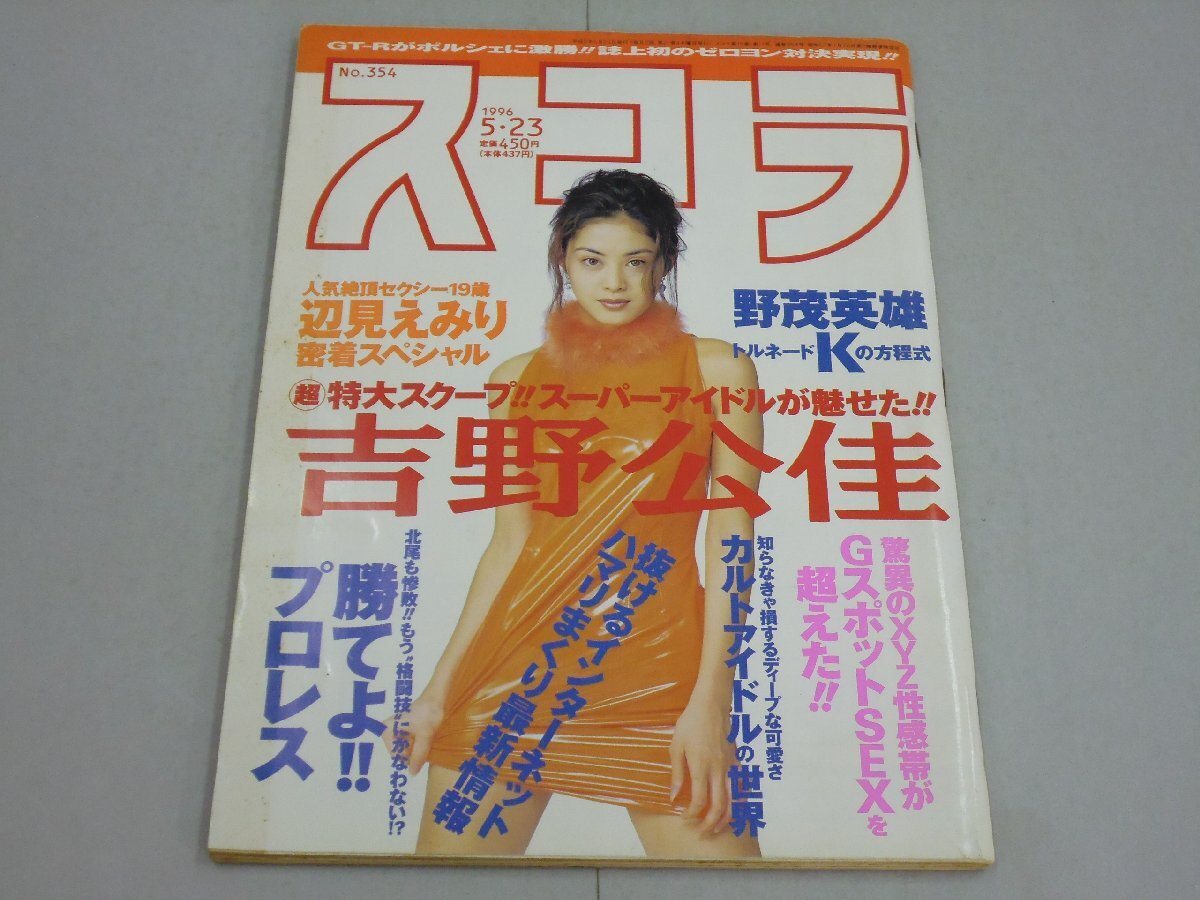 GT-Rがポルシェに激勝!!誌上初のゼロヨン対決実現!!
No.354
スコラ
1996
5・23
定価450円
(本体437円)
人気絶頂セクシー19歳
辺見えみり
密着スペシャル
野茂英雄
トルネードKの方程式
超特大スクープ!!スーパーアイドルが魅せた!!
吉野公佳
驚異のXYZ性感帯が
GスポットSEXを
超えた!!
知らなきゃ損するディープな可愛さ
カルトアイドルの世界
抜けるインターネット
ハマりまくり最新情報
北尾も惨敗!!もう"格闘技"にかなわない!?
勝てよ!!
プロレス